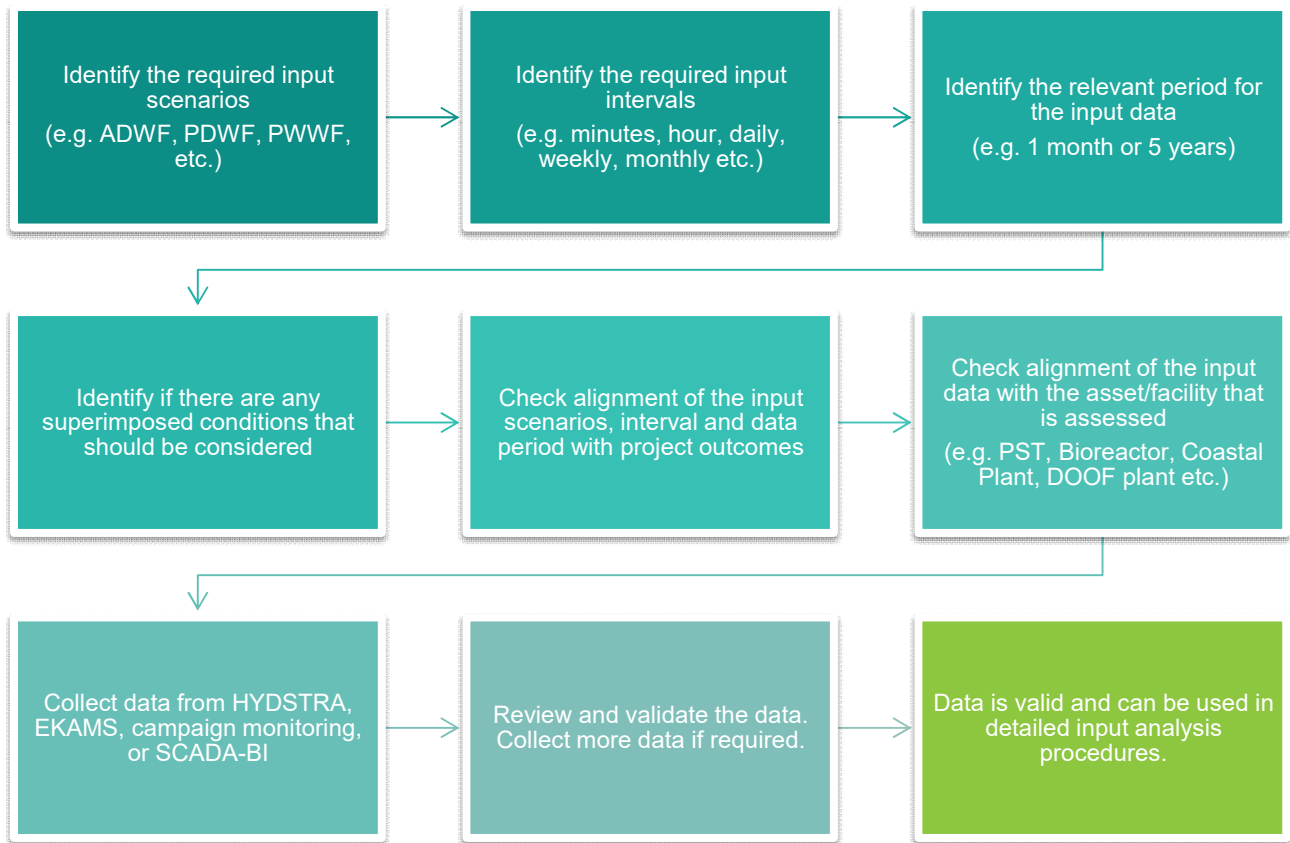 Identify the required input
scenarios
(e.g. ADWF, PDWF, PWWF,
etc.)
Identify the required input
intervals
(e.g. minutes, hour, daily,
weekly, monthly etc.)
Identify the relevant period for
the input data
(e.g. 1 month or 5 years)
Identify if there are any
superimposed conditions that
should be considered
Check alignment of the input
scenarios, interval and data
period with project outcomes
Check alignment of the input
data with the asset/facility that
is assessed
(e.g. PST, Bioreactor, Coastal
Plant, DOOF plant etc.)
Collect data from HYDSTRA,
EKAMS, campaign monitoring,
or SCADA-BI
Review and validate the data.
Collect more data if required.
Data is valid and can be used in
detailed input analysis
procedures.